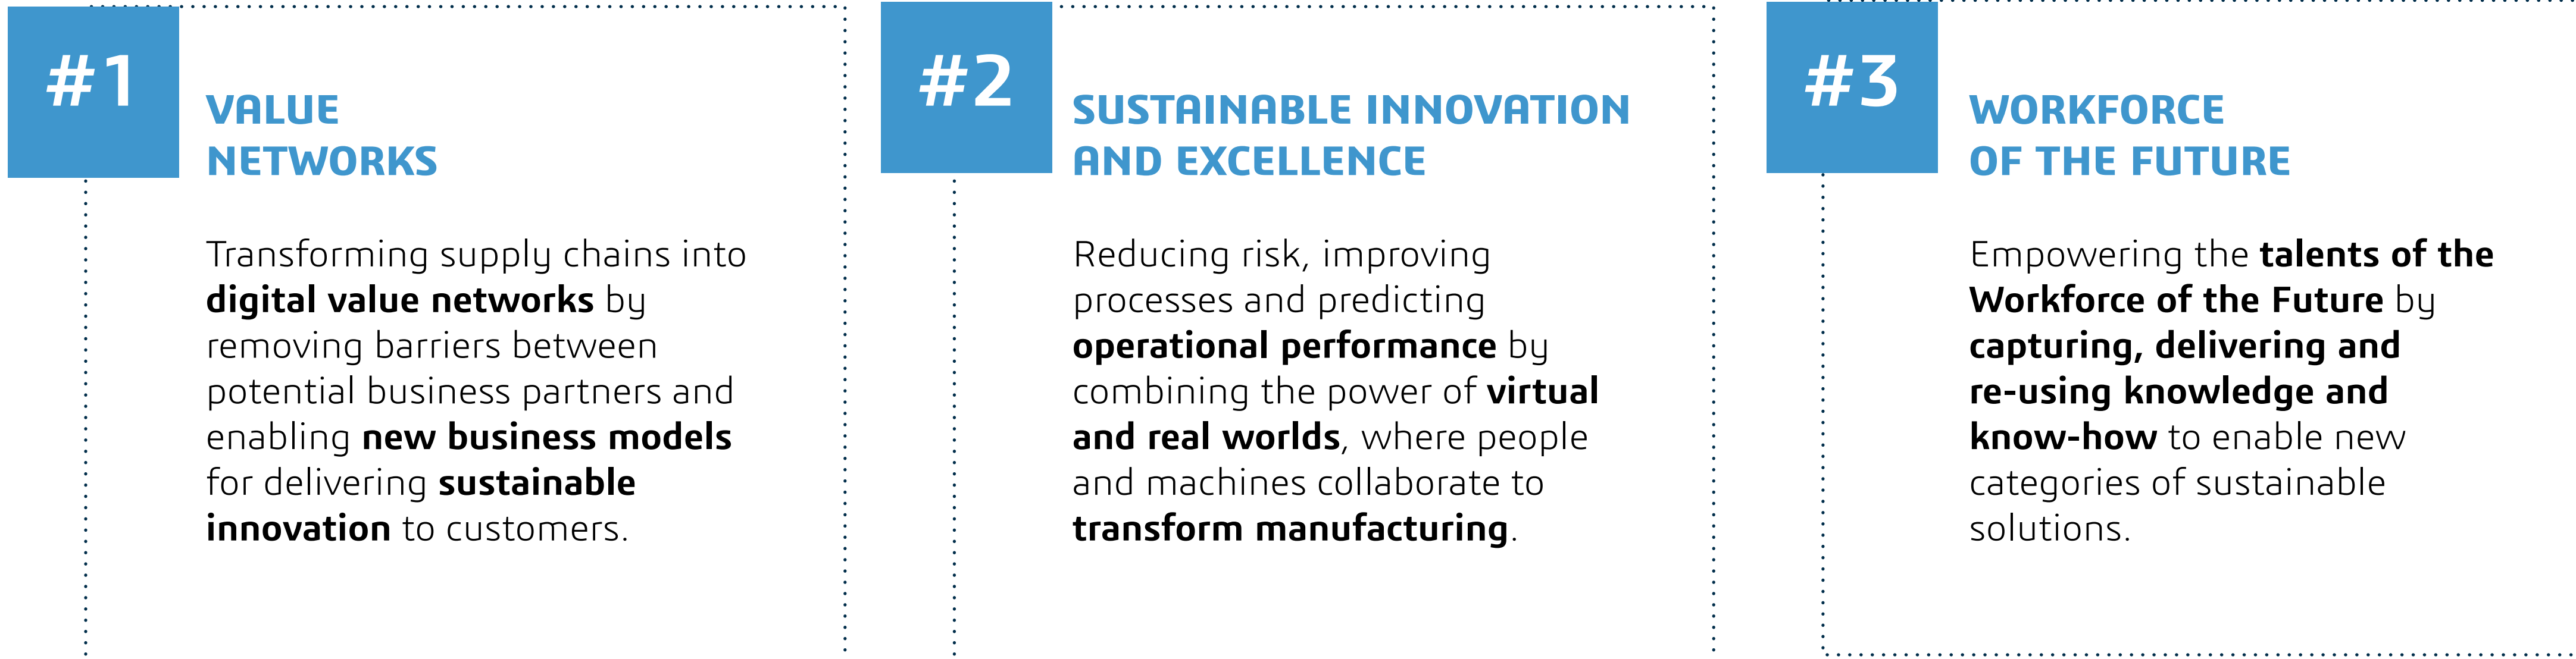 #1
VALUE
NETWORKS
Transforming supply chains into
digital value networks by
removing barriers between
potential business partners and
enabling new business models
for delivering sustainable
innovation to customers.
#2
SUSTAINABLE INNOVATION
AND EXCELLENCE
Reducing risk, improving
processes and predicting
operational performance by
combining the power of virtual
and real worlds, where people
and machines collaborate to
transform manufacturing.
#3
WORKFORCE
OF THE FUTURE
Empowering the talents of the
Workforce of the Future by
capturing, delivering and
re-using knowledge and
know-how to enable new
categories of sustainable
solutions.